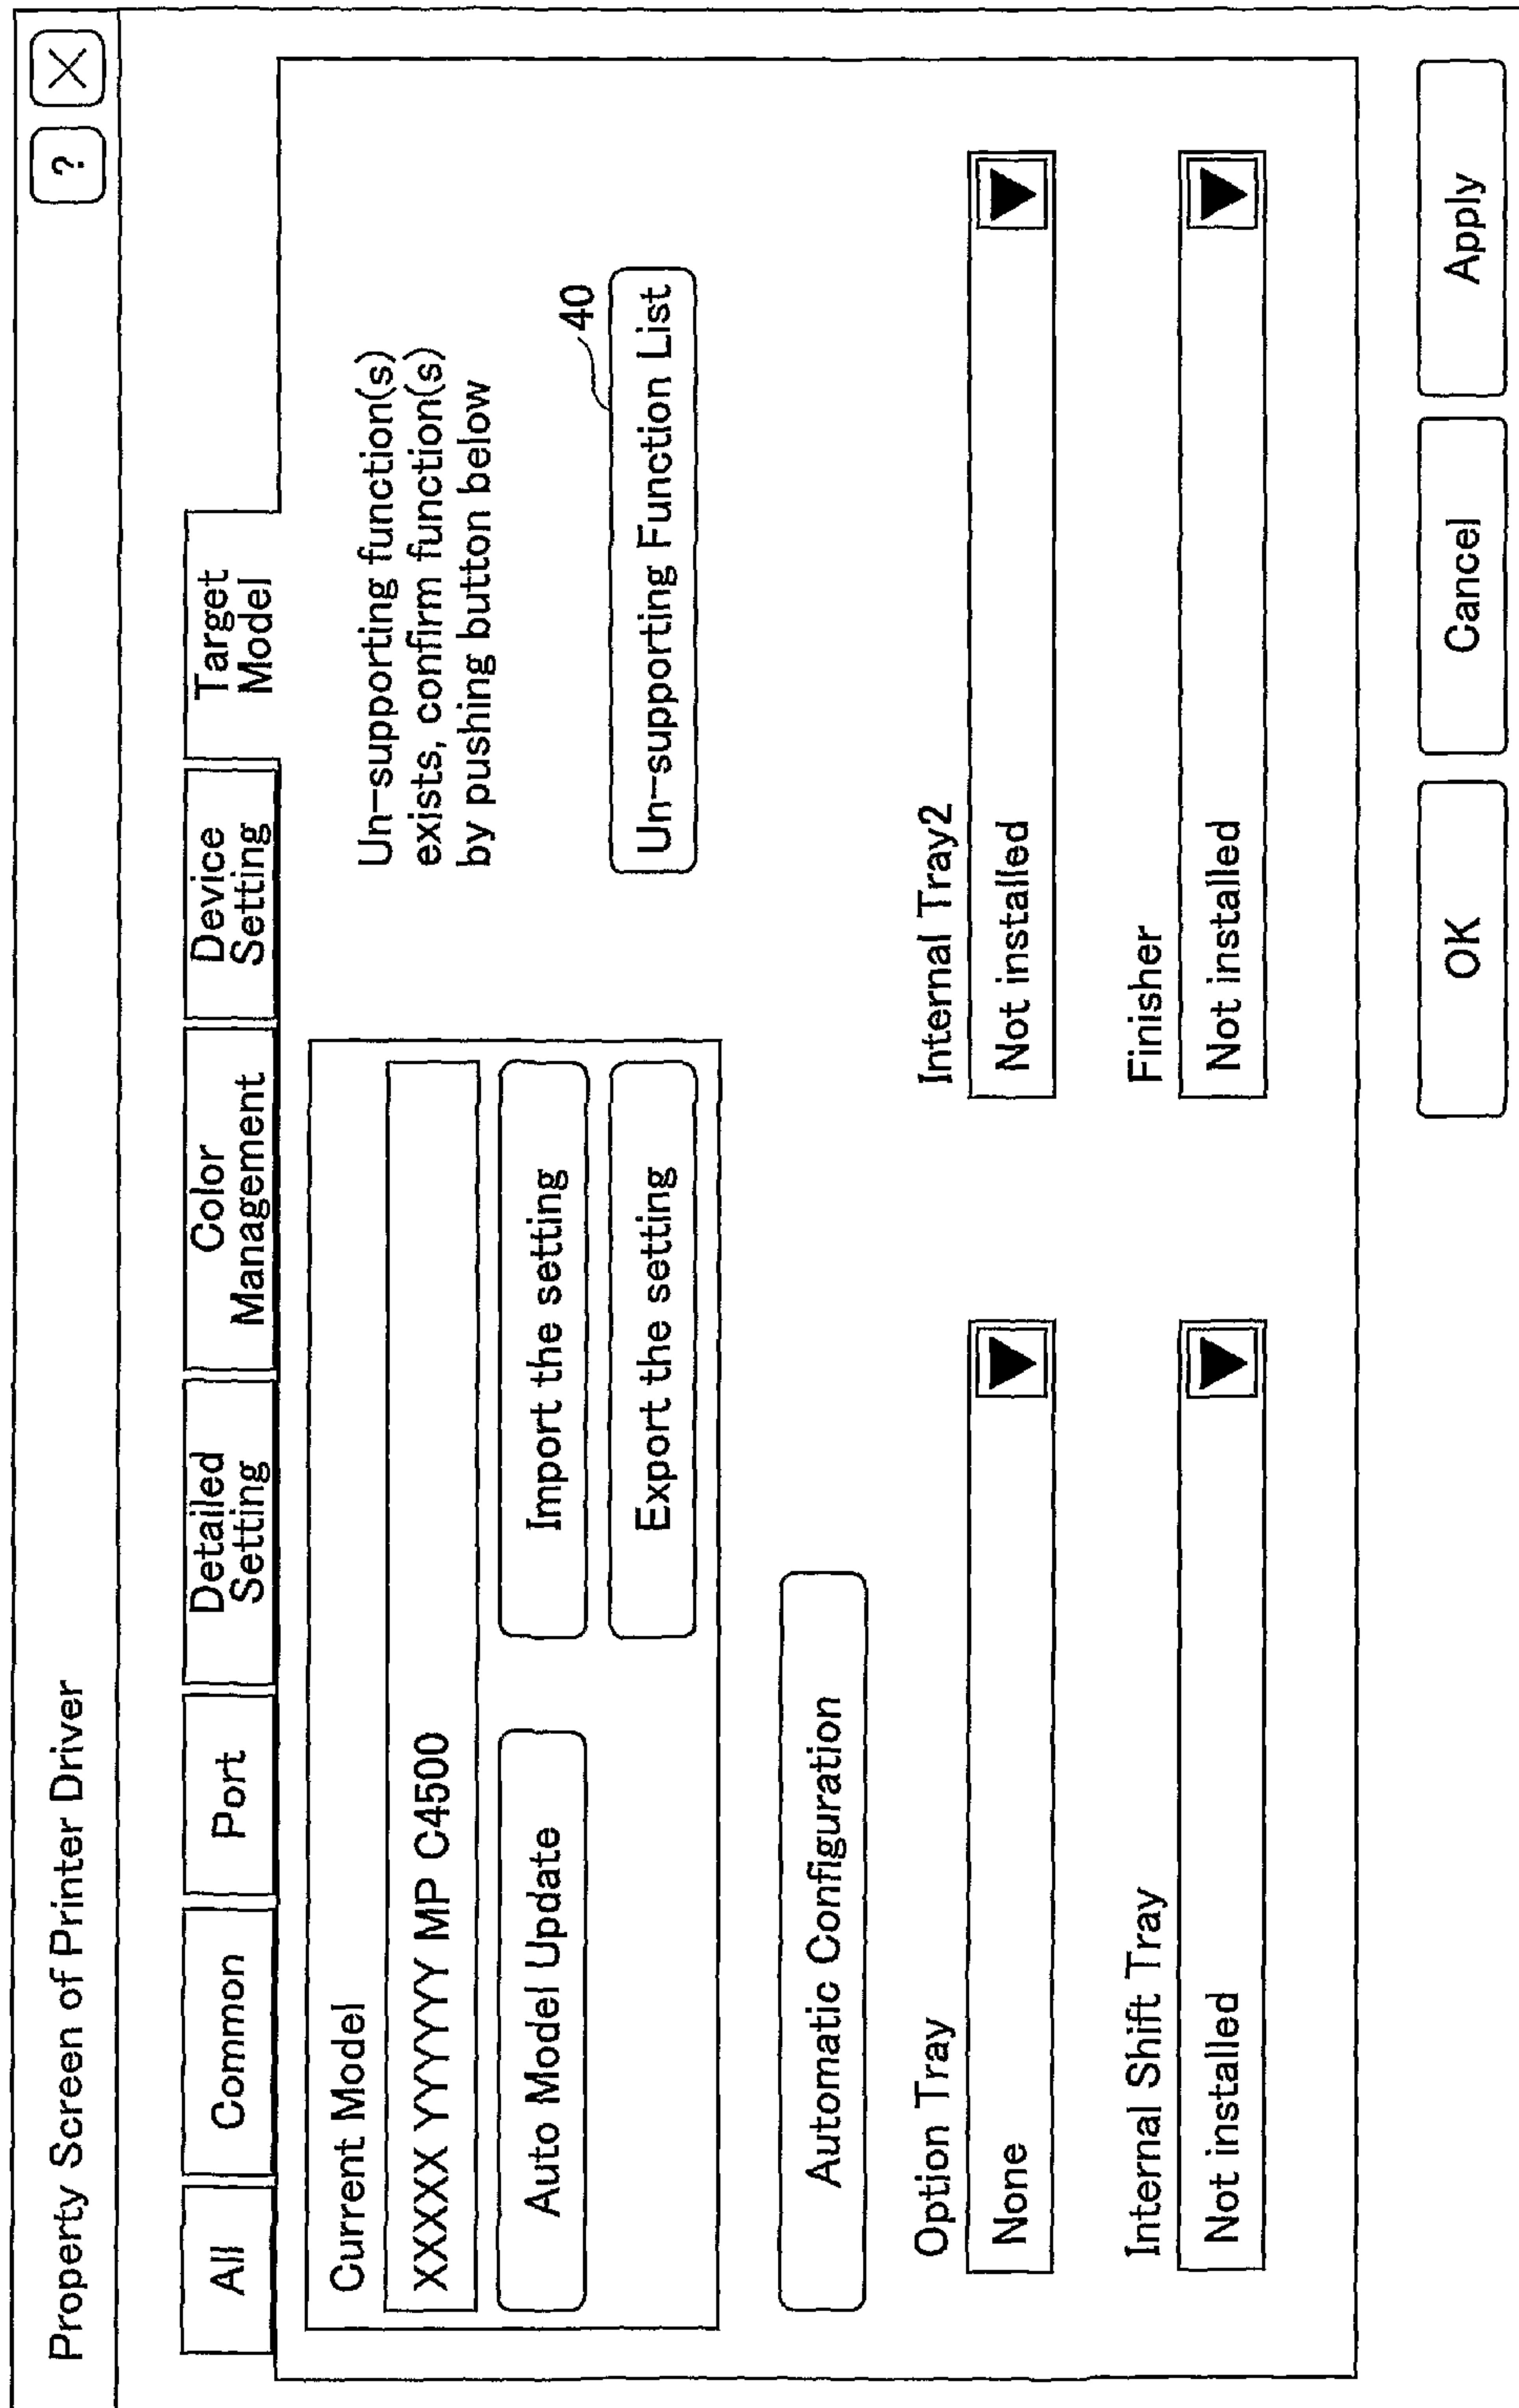 Property Screen of Printer Driver
?
All
Common
Port
Detailed
Setting
Color
Management
Device
Setting
Target
Model
Current Model
XXXXX YYYYYY MP C4500
Auto Model Update
Import the setting
Export the setting
Un-supporting function(s)
exists, confirm function(s)
by pushing button below
40
Un-supporting Function List
Automatic Configuration
Option Tray
None
Internal Tray2
Not installed
Internal Shift Tray
Not installed
Finisher
Not installed
OK
Cancel
Apply